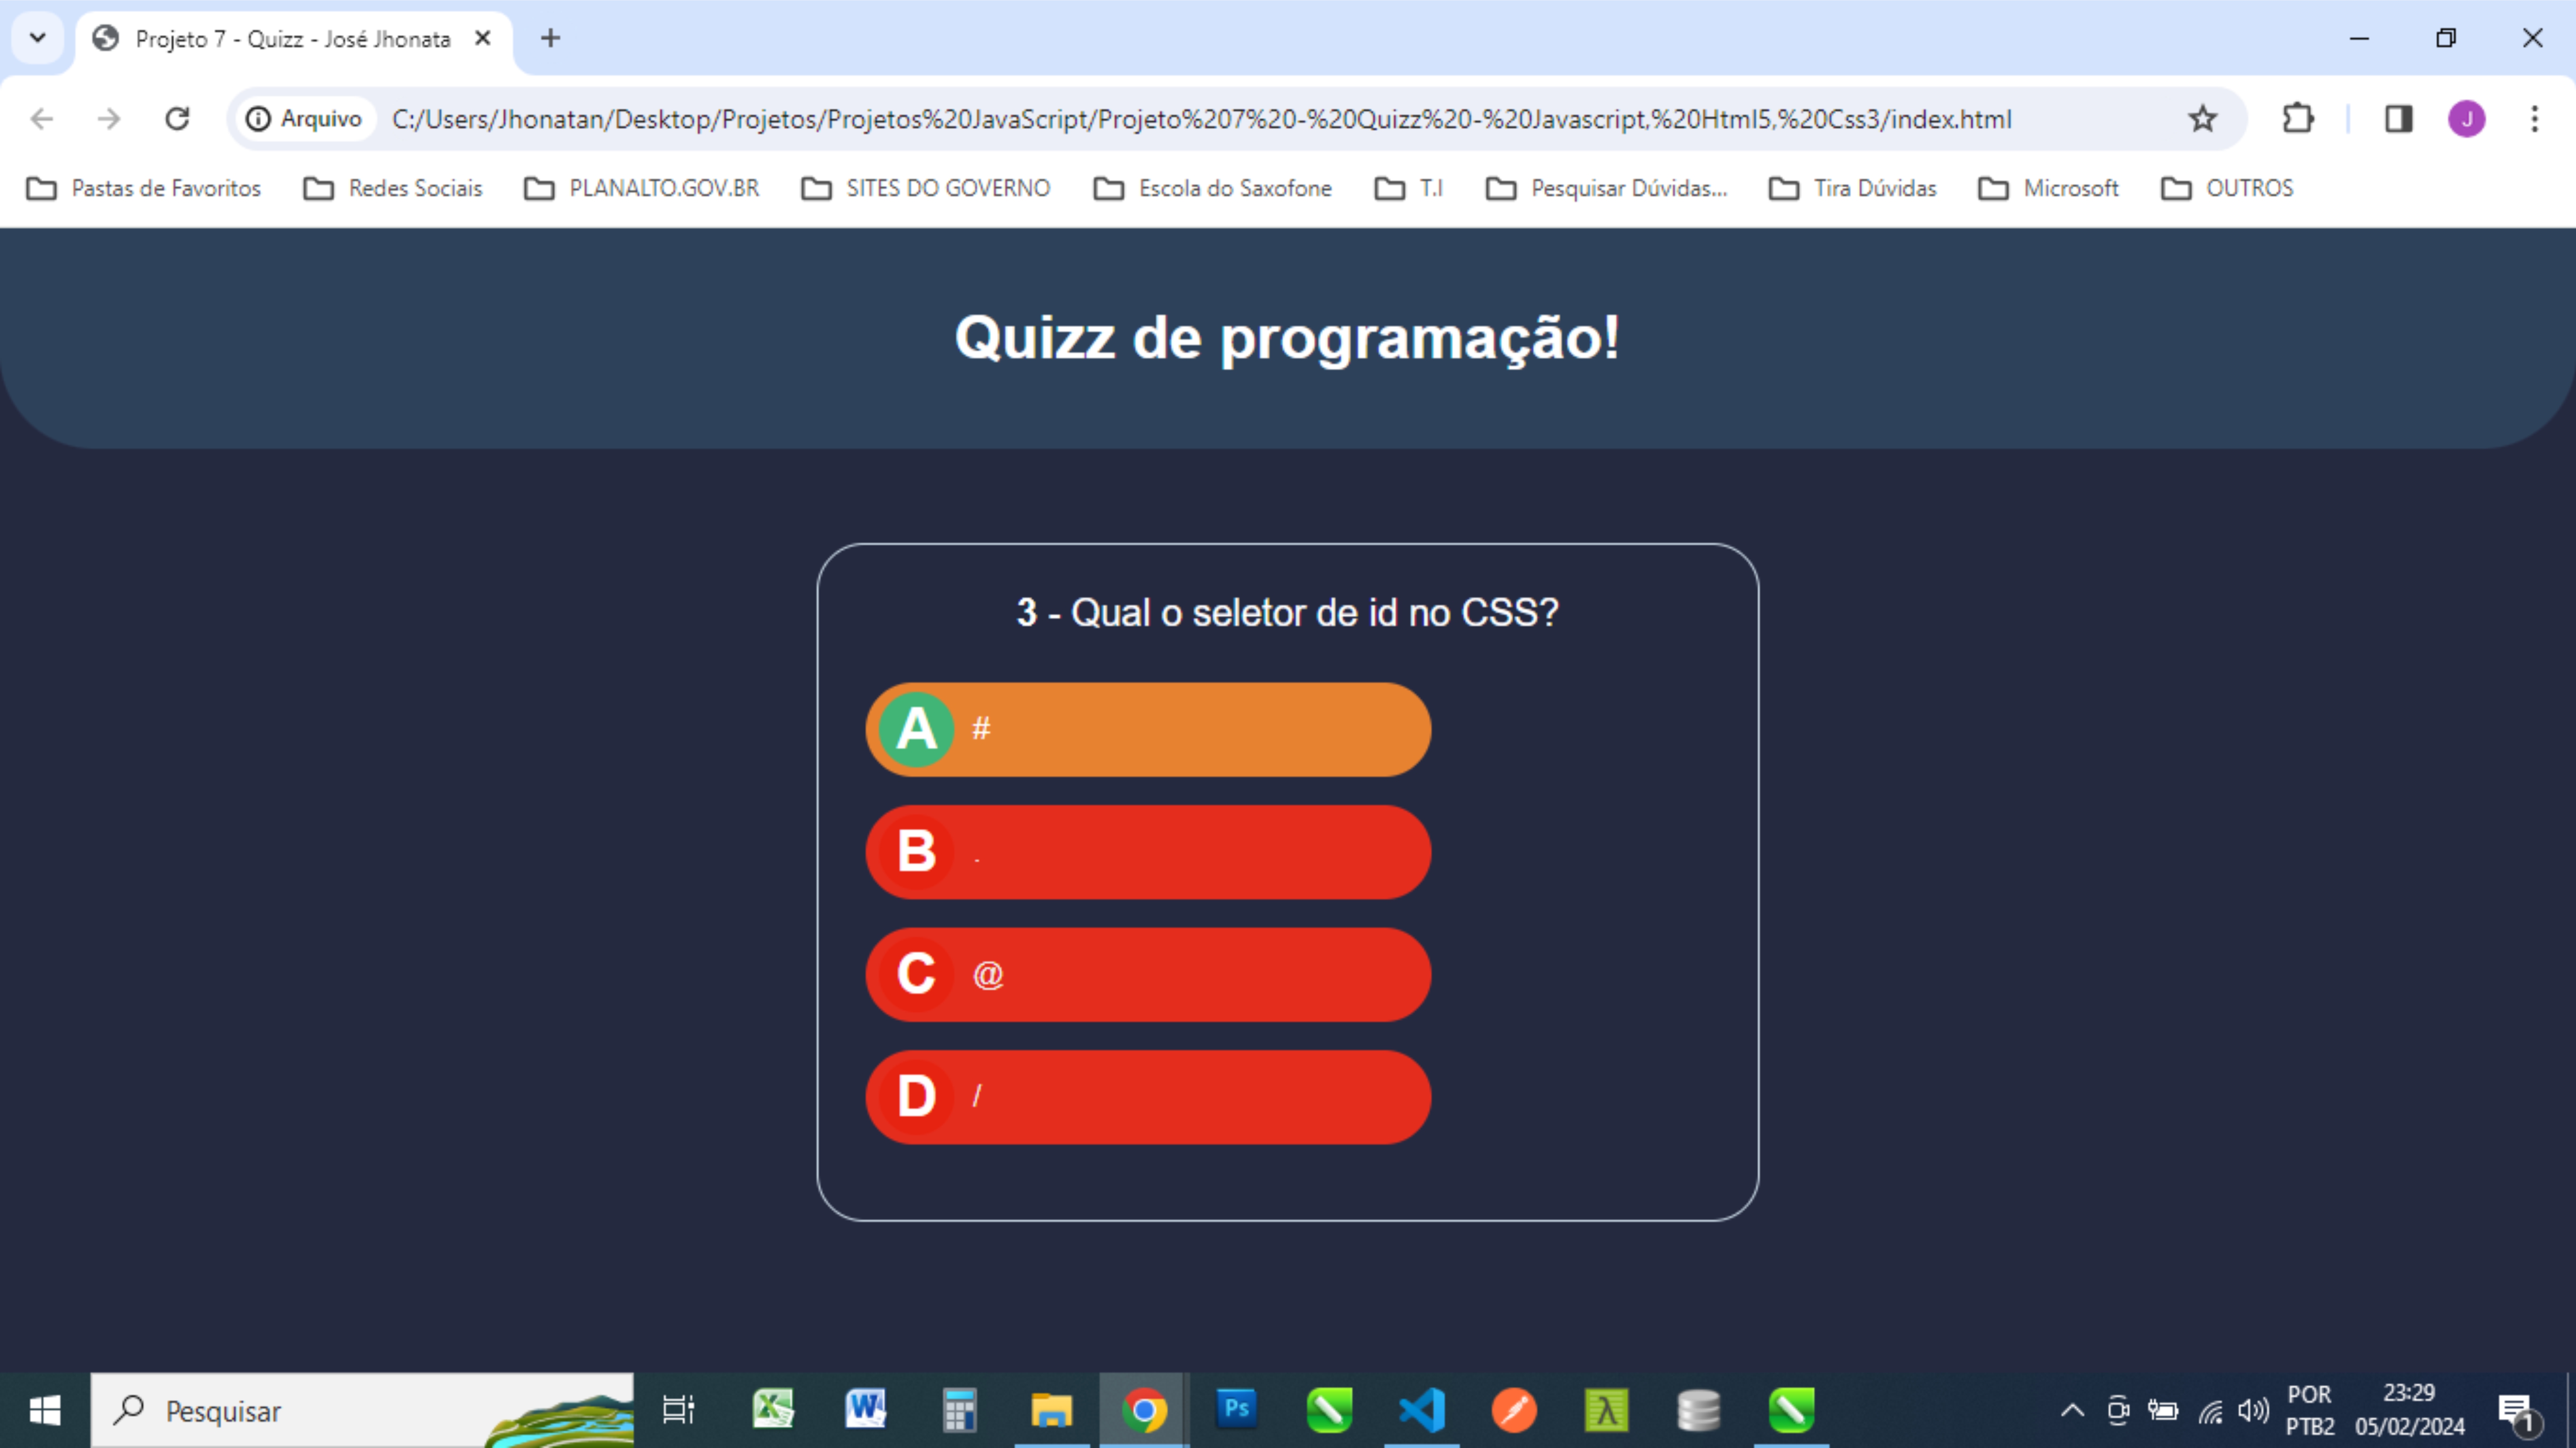 Projeto 7 - Quizz - José Jhonata
Arquivo C:/Users/Jhonatan/Desktop/Projetos/Projetos%20JavaScript/Projeto%207%20-%20Quizz%20-%20Javascript,%20Html5,%20Css3/index.html
J
Pastas de Favoritos Redes Sociais PLANALTO.GOV.BR SITES DO GOVERNO Escola do Saxofone T.I Pesquisar Dúvidas... Tira Dúvidas Microsoft OUTROS
Quizz de programação!
3 - Qual o seletor de id no CSS?
A #
B .
C @
D /
Pesquisar
Ps
λ
POR
PTB2
23:29
05/02/2024
1